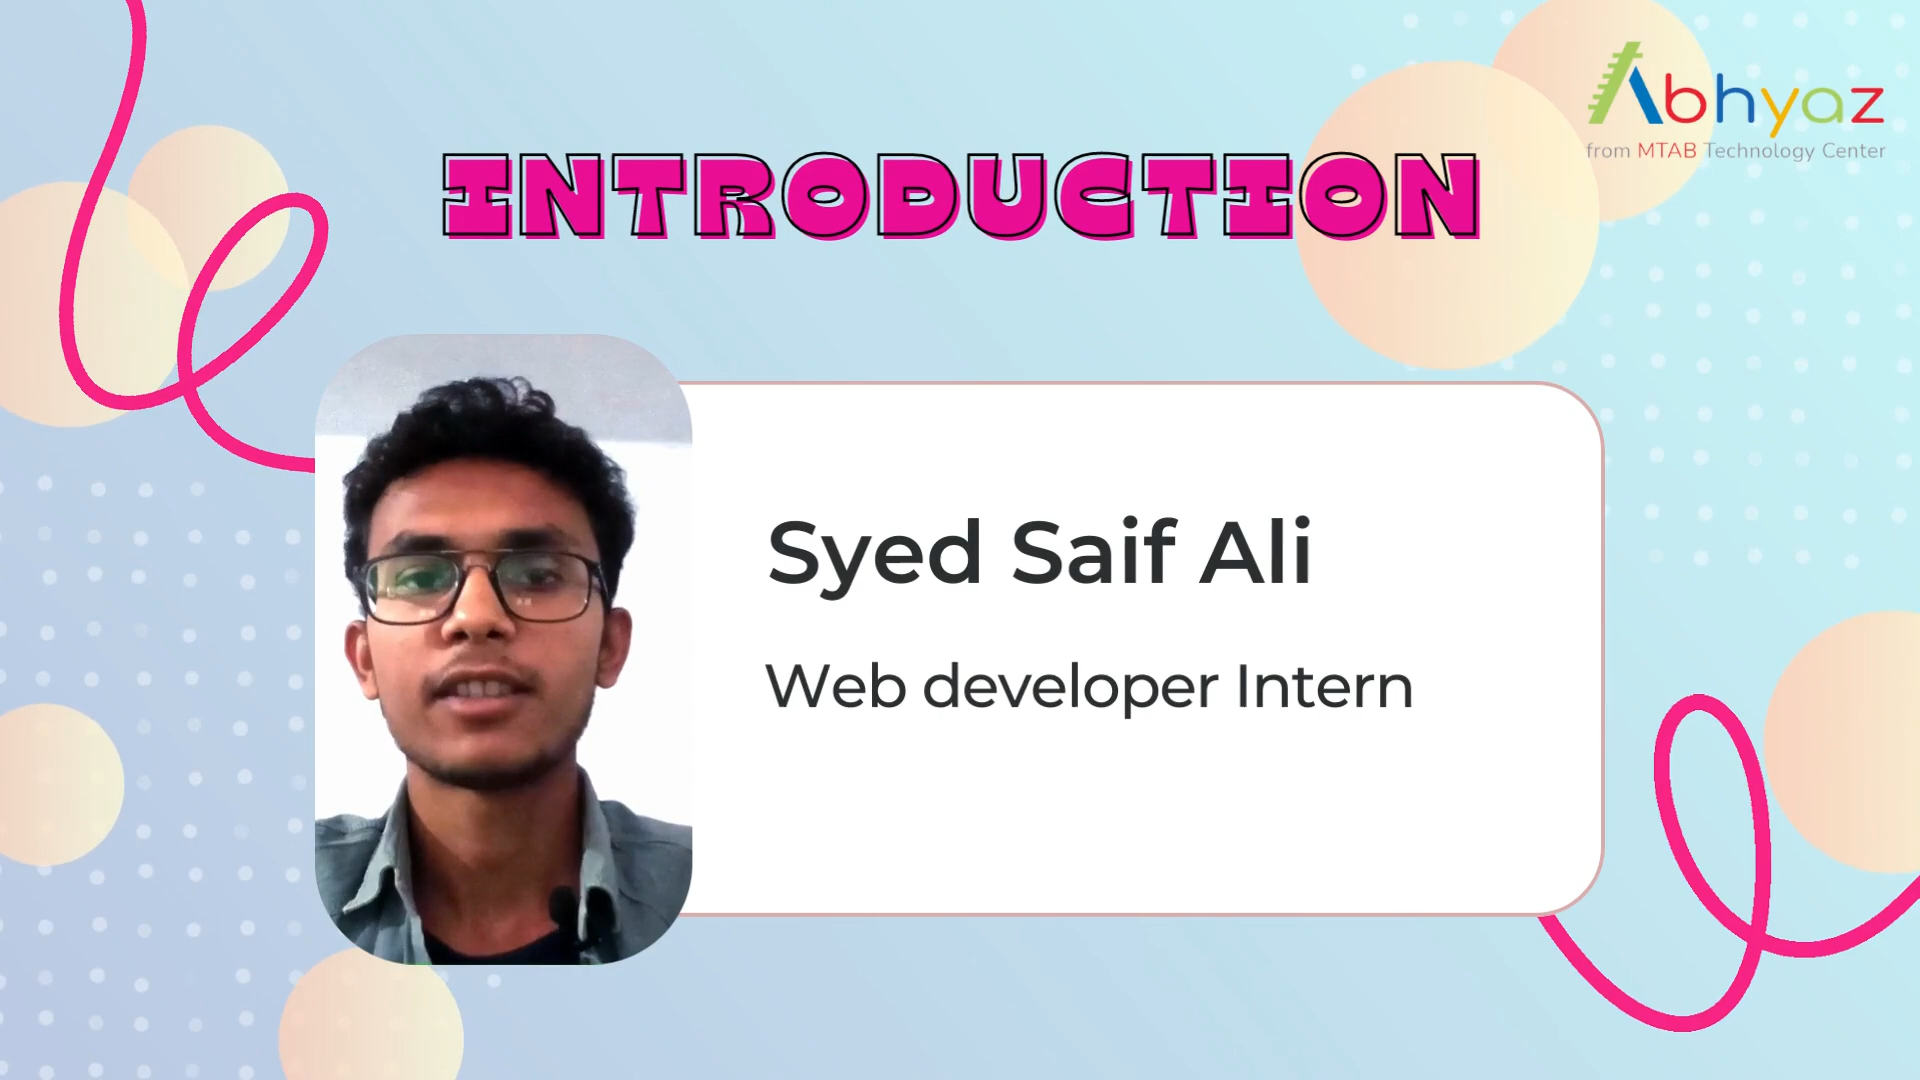 Abhyaz
from MTAB Technology Center
INTRODUCTION
Syed Saif Ali
Web developer Intern